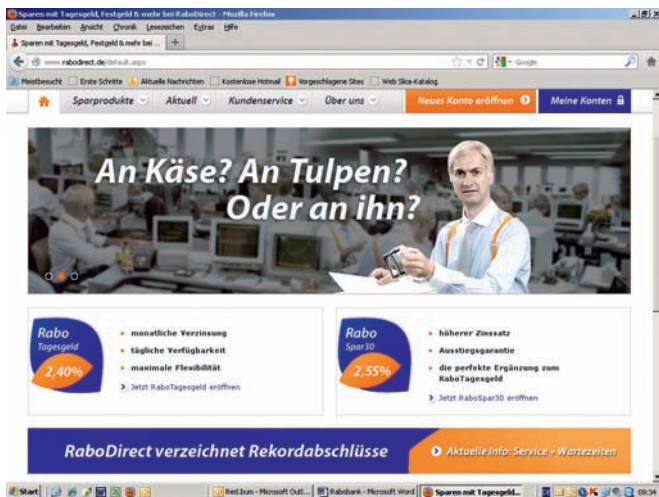 Sparen mit Tagesgeld, Festgeld & mehr bei RaboDirect - Mozilla Firefox
Datei Bearbeiten Ansicht Chronik Lesezeichen Extras Hilfe
Sparen mit Tagesgeld, Festgeld & mehr bei ...
www.rabodirect.de/default.aspx
Google
Meistbesucht Erste Schritte Aktuelle Nachrichten Kostenlose Hotmail Vorgeschlagene Sites Web Slice-Katalog
Sparprodukte Aktuell Kundenservice Über uns Neues Konto eröffnen Meine Konten
An Käse? An Tulpen?
Oder an ihn?
Rabo
Tagesgeld
2,40%
monatliche Verzinsung
tägliche Verfügbarkeit
maximale Flexibilität
Jetzt RaboTagesgeld eröffnen
Rabo
Spar30
2,55%
höherer Zinssatz
Ausstiegsgarantie
die perfekte Ergänzung zum
RaboTagesgeld
Jetzt RaboSpar30 eröffnen
RaboDirect verzeichnet Rekordabschlüsse
Aktuelle Info: Service - Wartezeiten
Start Red.bum - Microsoft Outl... Rabobank - Microsoft Word Sparen mit Tagesgeld...